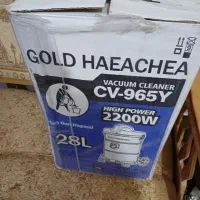 GOLD HAEACHEA
VACUUM CLEANER
CV-965Y
HIGH POWER
2200W
28L